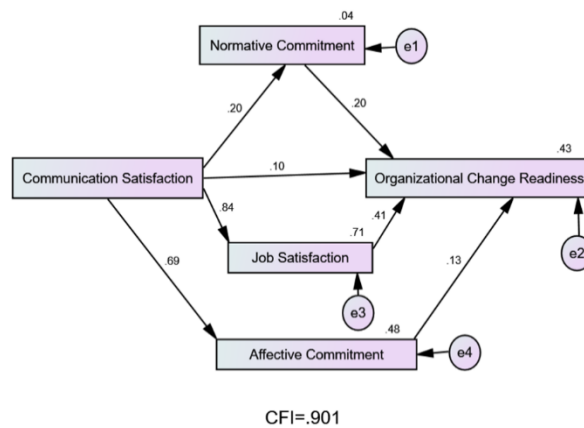 .04
Normative Commitment
e1
.20
.20
.43
Communication Satisfaction
.10
Organizational Change Readiness
.84
.71
.41
Job Satisfaction
e2
.69
.13
e3
.48
Affective Commitment
e4
CFI=.901